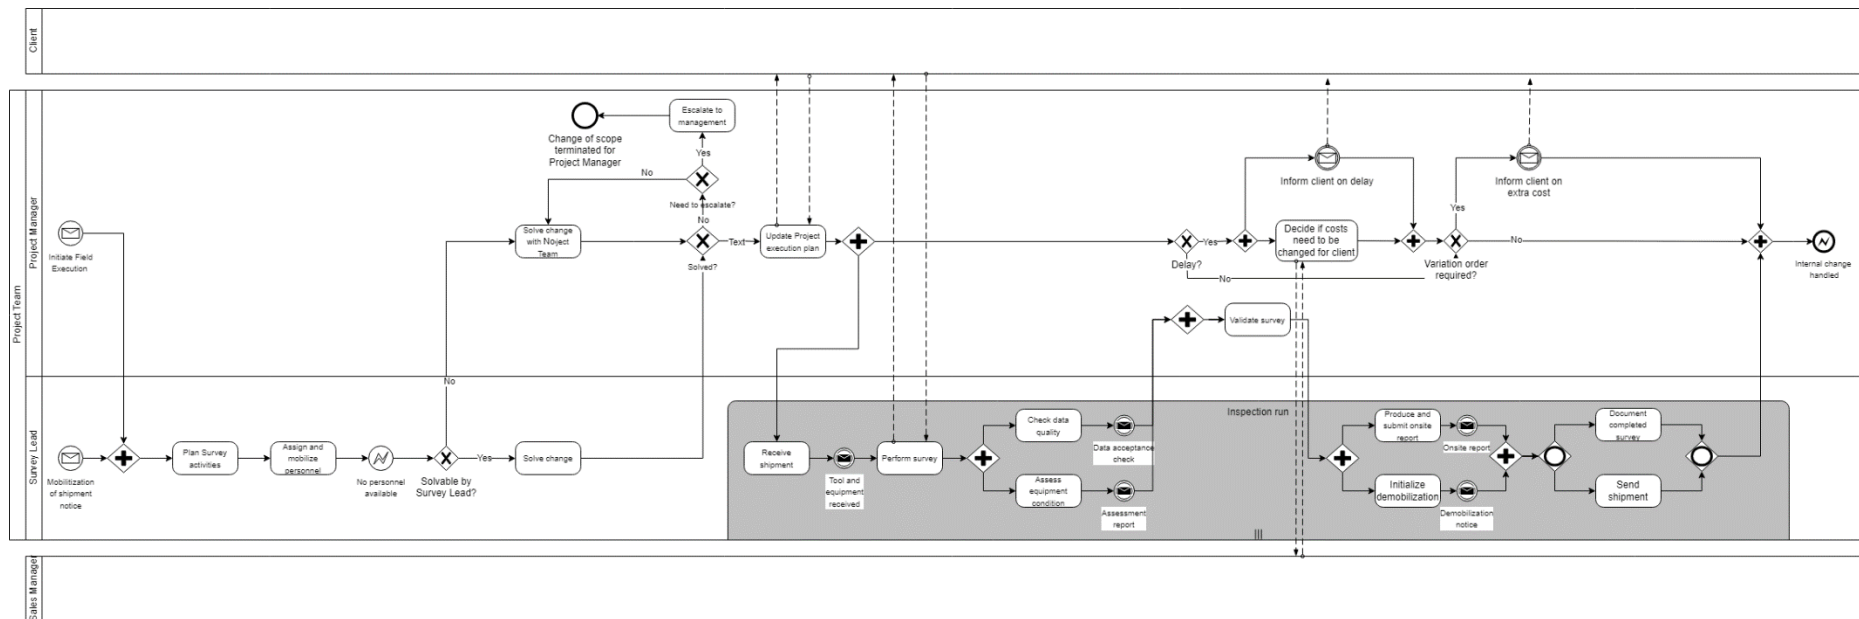 Client
Project Team
Project Manager
Survey Lead
Sales Manager
Initiate Field
Execution
Mobilitization
of shipment
notice
Plan Survey
activities
Assign and
mobilize
personnel
No personnel
available
Solvable by
Survey Lead?
No
Yes
Solve change
Solve change
with Noject
Team
Change of scope
terminated for
Project Manager
Escalate to
management
Yes
No
Need to escalate?
No
Solved?
Text
Update Project
execution plan
Delay?
Yes
No
Inform client on delay
Decide if costs
need to be
changed for client
Variation order
required?
Yes
No
Inform client on
extra cost
Internal change
handled
Validate survey
Inspection run
Receive
shipment
Tool and
equipment
received
Perform survey
Check data
quality
Data acceptance
check
Assess
equipment
condition
Assessment
report
Produce and
submit onsite
report
Onsite report
Initialize
demobilization
Demobilization
notice
Document
completed
survey
Send
shipment